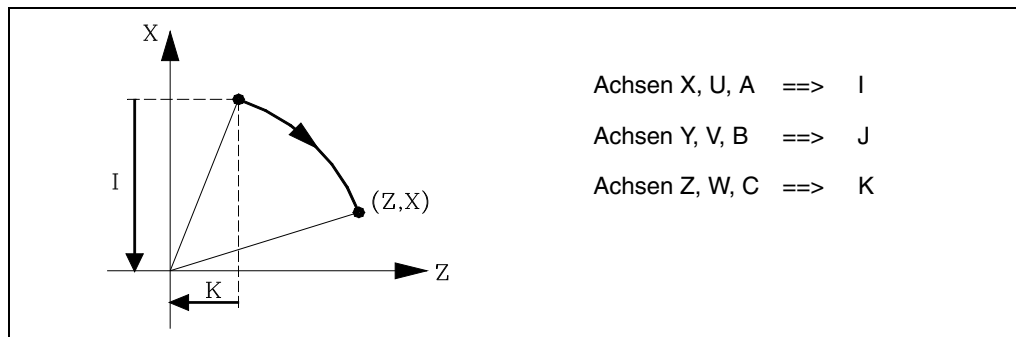 X
Achsen X, U, A ==> I
Achsen Y, V, B ==> J
I
Achsen Z, W, C ==> K
(Z,X)
Z
K